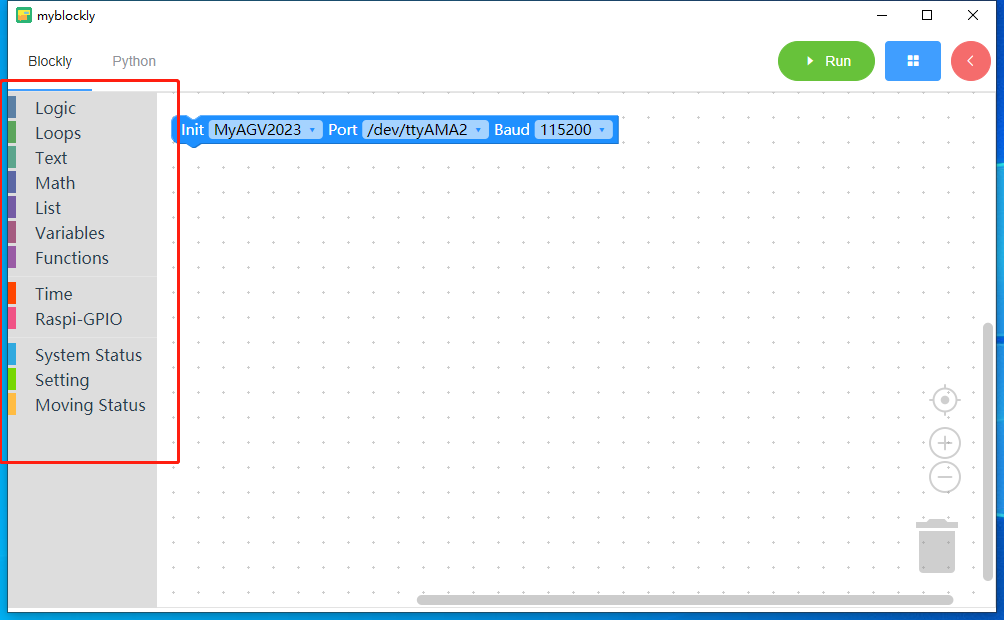 myblockly
Blockly Python Run
Logic
Loops
Text
Math
List
Variables
Functions
Time
Raspi-GPIO
System Status
Setting
Moving Status
Init MyAGV2023 Port /dev/ttyAMA2 Baud 115200